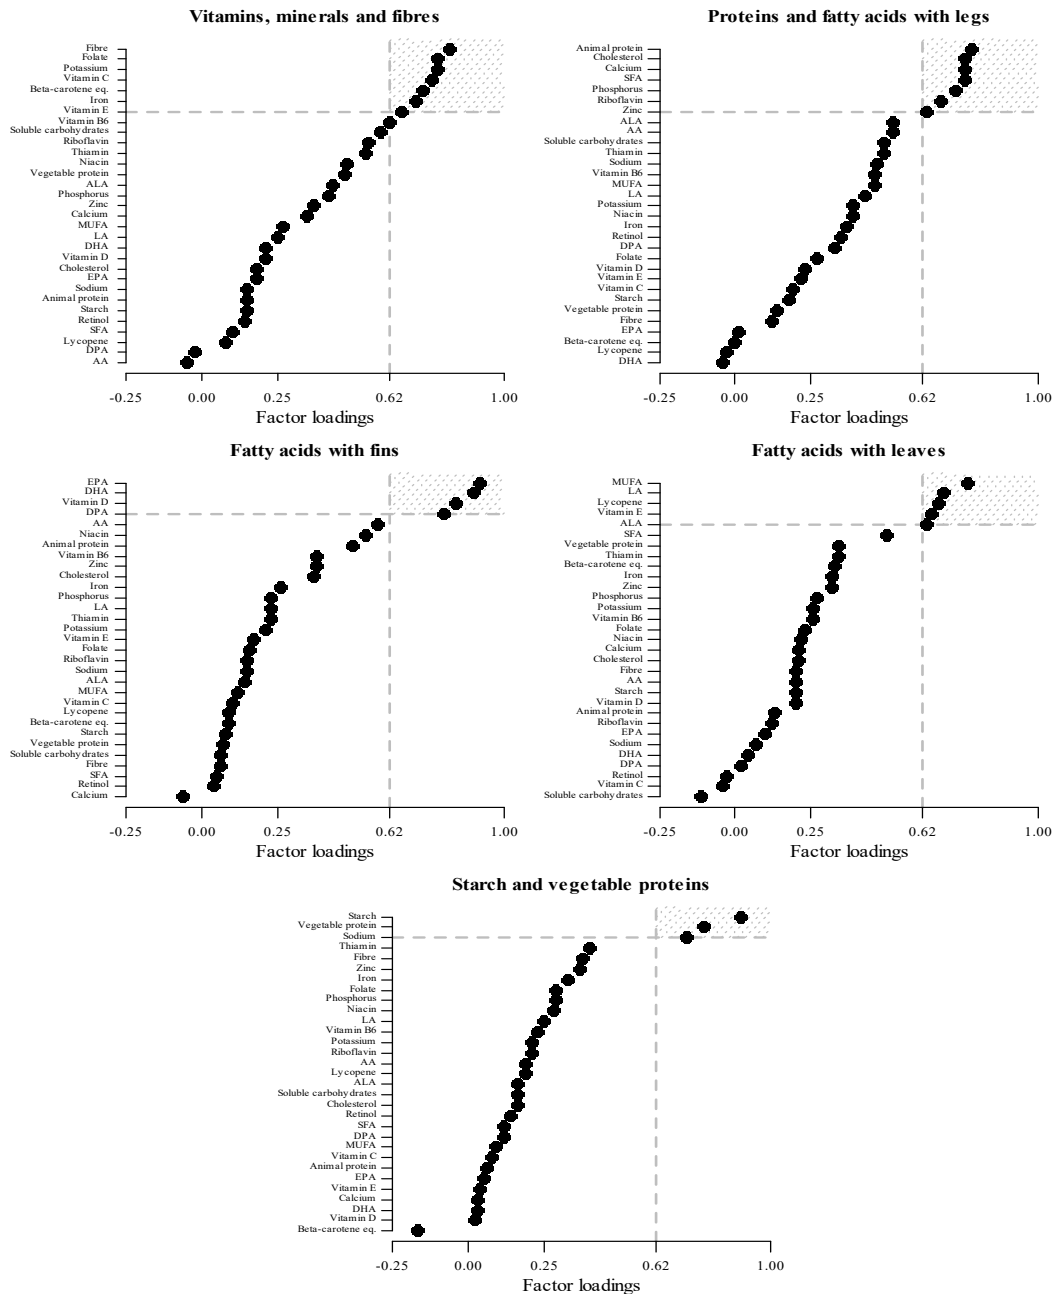 Vitamins, minerals and fibres
Fibre
Folate
Potassium
Vitamin C
Beta-carotene eq.
Iron
Vitamin E
Vitamin B6
Soluble carbohydrates
Riboflavin
Thiamin
Niacin
Vegetable protein
ALA
Phosphorus
Zinc
Calcium
MUFA
LA
DHA
Vitamin D
Cholesterol
EPA
Sodium
Animal protein
Starch
Retinol
SFA
Lycopene
DPA
AA
-0.25 0.00 0.25 0.62 1.00
Factor loadings
Proteins and fatty acids with legs
Animal protein
Cholesterol
Calcium
SFA
Phosphorus
Riboflavin
Zinc
ALA
AA
Soluble carbohydrates
Thiamin
Sodium
Vitamin B6
MUFA
LA
Potassium
Niacin
Iron
Retinol
DPA
Folate
Vitamin D
Vitamin E
Vitamin C
Starch
Vegetable protein
Fibre
EPA
Beta-carotene eq.
Lycopene
DHA
-0.25 0.00 0.25 0.62 1.00
Factor loadings
Fatty acids with fins
EPA
DHA
Vitamin D
DPA
AA
Niacin
Animal protein
Vitamin B6
Zinc
Cholesterol
Iron
Phosphorus
LA
Thiamin
Potassium
Vitamin E
Folate
Riboflavin
Sodium
ALA
MUFA
Vitamin C
Lycopene
Beta-carotene eq.
Starch
Vegetable protein
Soluble carbohydrates
Fibre
SFA
Retinol
Calcium
-0.25 0.00 0.25 0.62 1.00
Factor loadings
Fatty acids with leaves
MUFA
LA
Lycopene
Vitamin E
ALA
SFA
Vegetable protein
Thiamin
Beta-carotene eq.
Iron
Zinc
Phosphorus
Potassium
Vitamin B6
Folate
Niacin
Calcium
Cholesterol
Fibre
AA
Starch
Vitamin D
Animal protein
Riboflavin
EPA
Sodium
DHA
DPA
Retinol
Vitamin C
Soluble carbohydrates
-0.25 0.00 0.25 0.62 1.00
Factor loadings
Starch and vegetable proteins
Starch
Vegetable protein
Sodium
Thiamin
Fibre
Zinc
Iron
Folate
Phosphorus
Niacin
LA
Vitamin B6
Potassium
Riboflavin
AA
Lycopene
ALA
Soluble carbohydrates
Cholesterol
Retinol
SFA
DPA
MUFA
Vitamin C
Animal protein
EPA
Vitamin E
Calcium
DHA
Vitamin D
Beta-carotene eq.
-0.25 0.00 0.25 0.62 1.00
Factor loadings